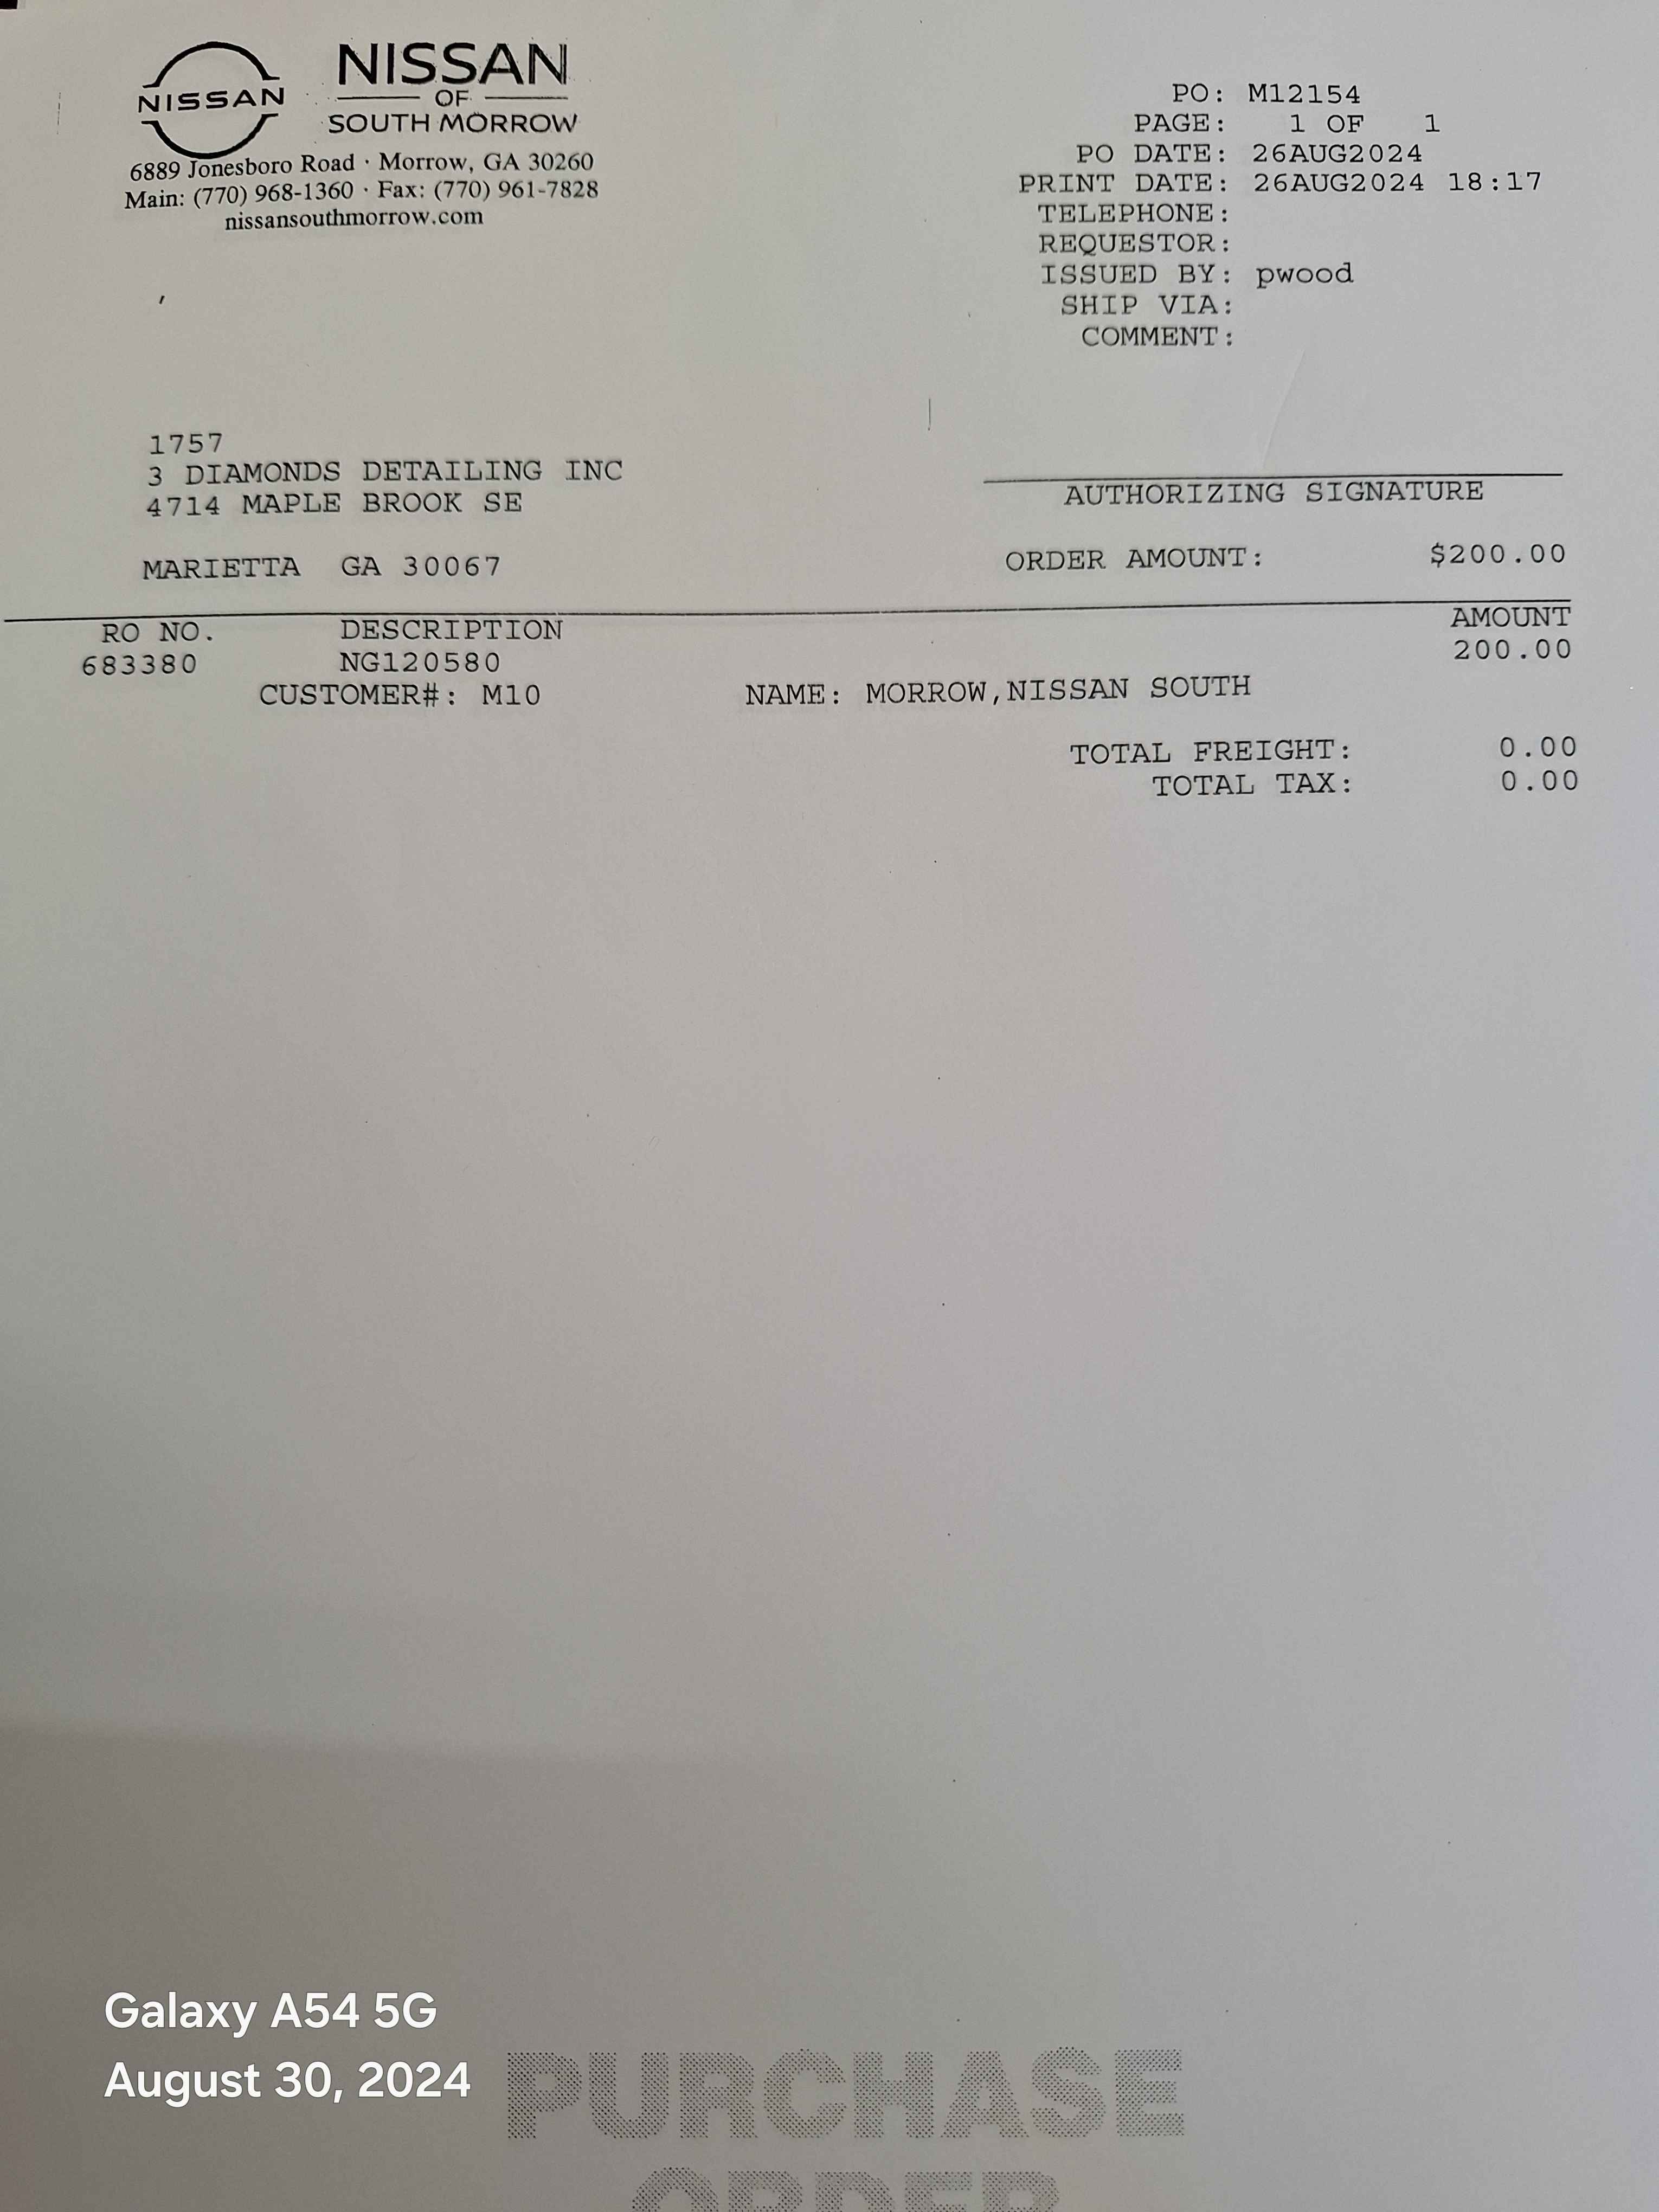 NISSAN
NISSAN
OF
SOUTH MORROW
6889 Jonesboro Road · Morrow, GA 30260
Main: (770) 968-1360 · Fax: (770) 961-7828
nissansouthmorrow.com
PO: M12154
PAGE: 1 OF 1
PO DATE: 26AUG2024
PRINT DATE: 26AUG2024 18:17
TELEPHONE:
REQUESTOR:
ISSUED BY: pwood
SHIP VIA:
COMMENT:
1757
3 DIAMONDS DETAILING INC
4714 MAPLE BROOK SE
MARIETTA GA 30067
AUTHORIZING SIGNATURE
ORDER AMOUNT: $200.00
RO NO. DESCRIPTION AMOUNT
683380 NG120580 200.00
CUSTOMER#: M10 NAME: MORROW,NISSAN SOUTH
TOTAL FREIGHT: 0.00
TOTAL TAX: 0.00
Galaxy A54 5G
August 30, 2024
PURCHASE
ORDER